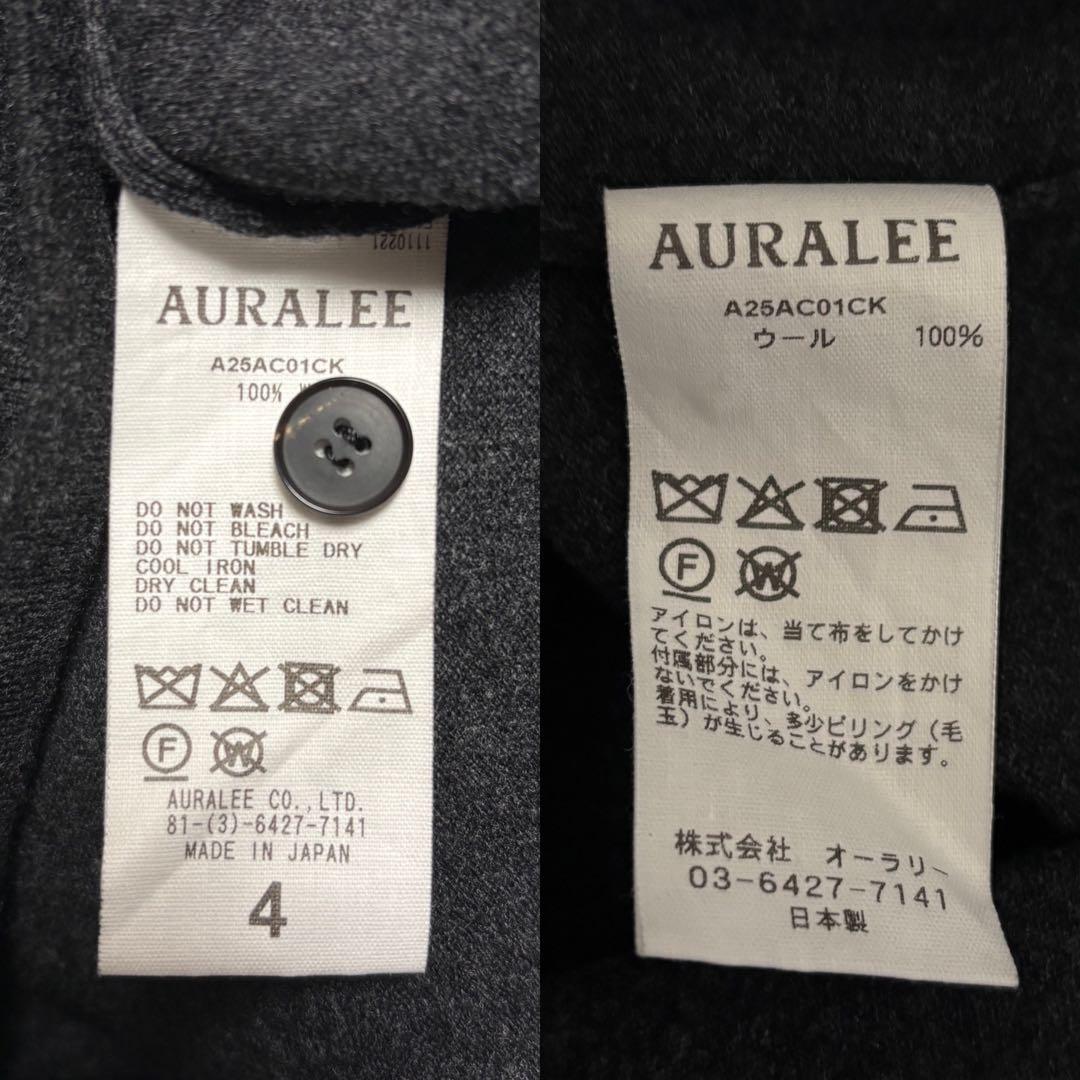 1110221
AURALEE
A25AC01CK
100%
DO NOT WASH
DO NOT BLEACH
DO NOT TUMBLE DRY
COOL IRON
DRY CLEAN
DO NOT WET CLEAN
F W
AURALEE CO.,LTD.
81-(3)-6427-7141
MADE IN JAPAN
4
AURALEE
A25AC01CK
ウール 100%
F W
アイロンは、当て布をしてかけ
てください。
付属部分には、アイロンをかけ
ないでください。
着用により、多少ピリング(毛
玉)が生じることがあります。
株式会社 オーラリー
03-6427-7141
日本製